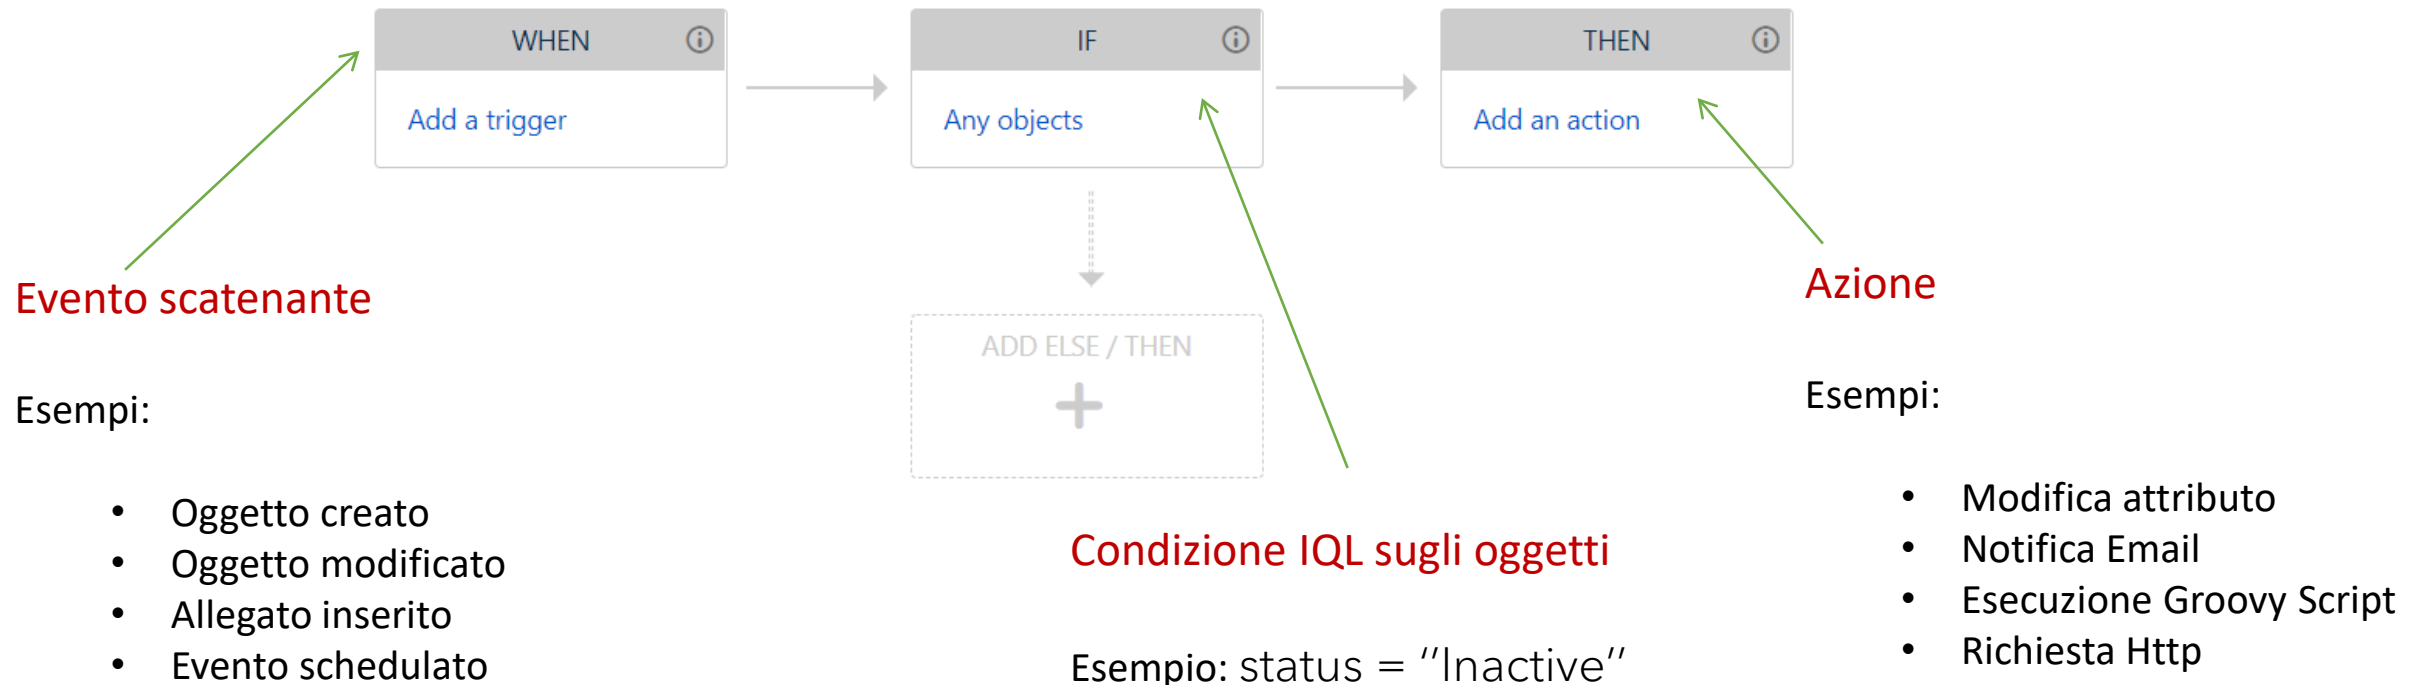 WHEN
IF
THEN
Add a trigger
Any objects
Add an action
ADD ELSE / THEN
Evento scatenante
Esempi:
• Oggetto creato
• Oggetto modificato
• Allegato inserito
• Evento schedulato
Condizione IQL sugli oggetti
Esempio: status = "Inactive"
Azione
Esempi:
• Modifica attributo
• Notifica Email
• Esecuzione Groovy Script
• Richiesta Http